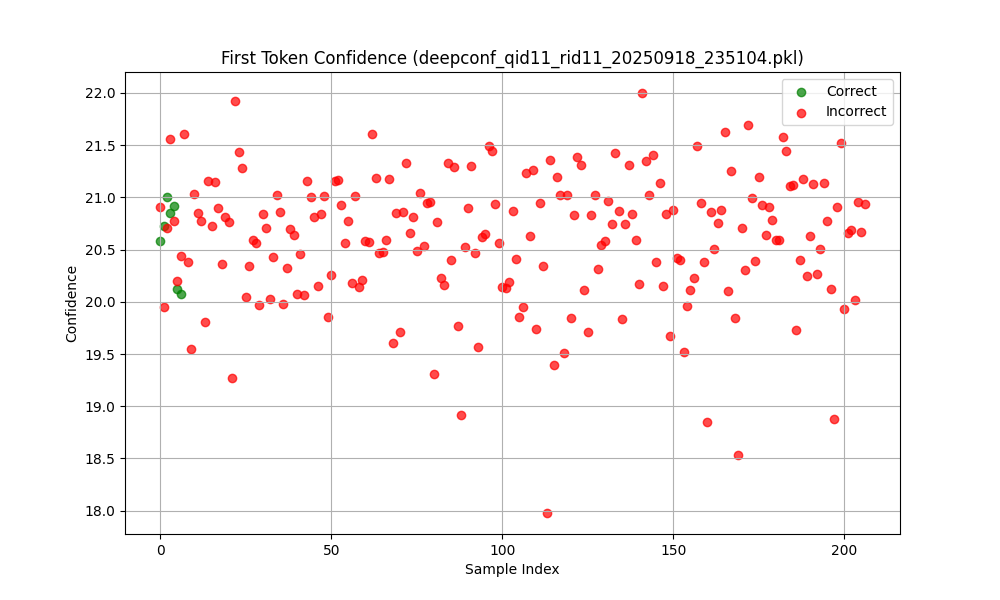 First Token Confidence (deepconf_qid11_rid11_20250918_235104.pkl)
Correct
Incorrect
Confidence
22.0
21.5
21.0
20.5
20.0
19.5
19.0
18.5
18.0
0 50 100 150 200
Sample Index